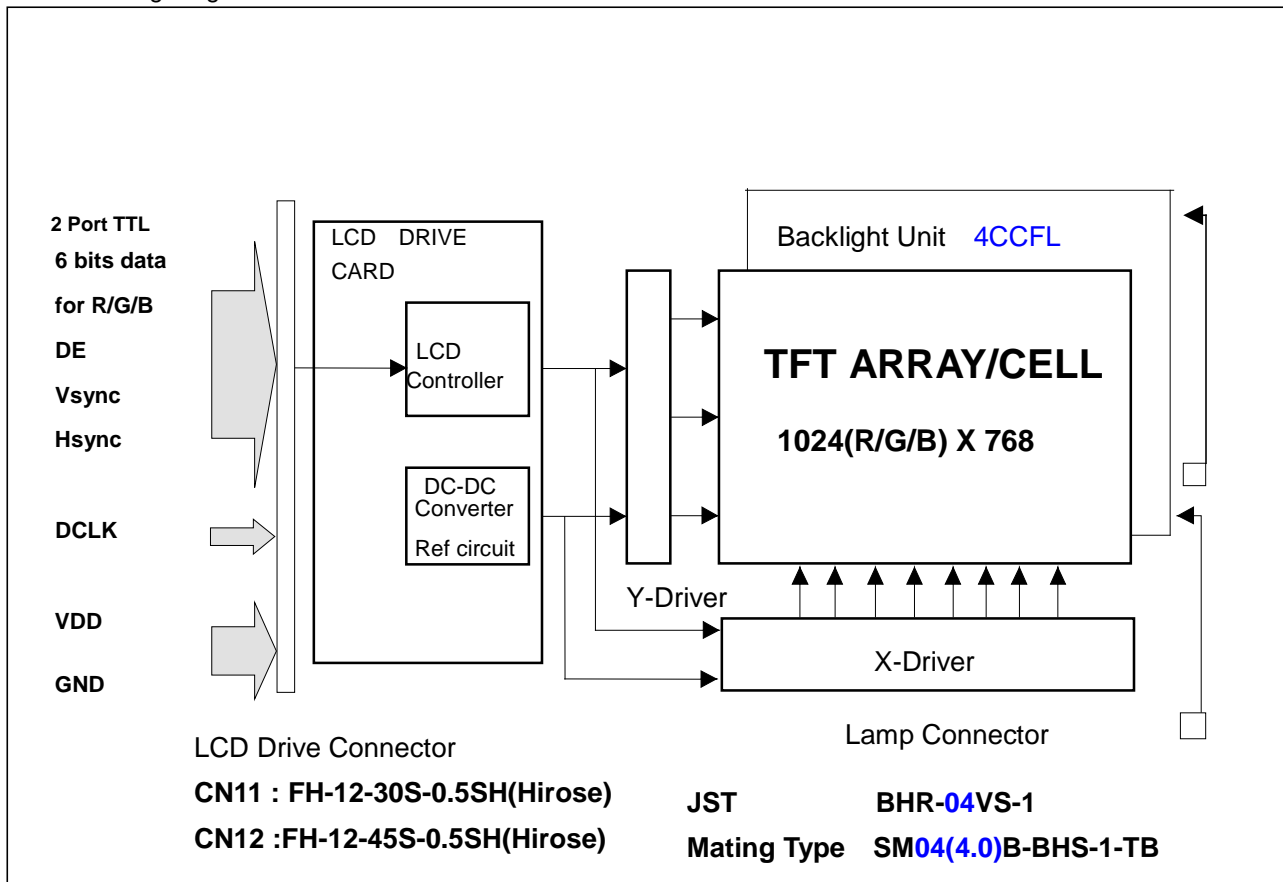 2 Port TTL
6 bits data
for R/G/B
DE
Vsync
Hsync
DCLK
VDD
GND
LCD DRIVE
CARD
LCD
Controller
DC-DC
Converter
Ref circuit
Y-Driver
Backlight Unit 4CCFL
TFT ARRAY/CELL
1024(R/G/B) X 768
X-Driver
LCD Drive Connector
CN11 : FH-12-30S-0.5SH(Hirose)
CN12 :FH-12-45S-0.5SH(Hirose)
Lamp Connector
JST BHR-04VS-1
Mating Type SM04(4.0)B-BHS-1-TB